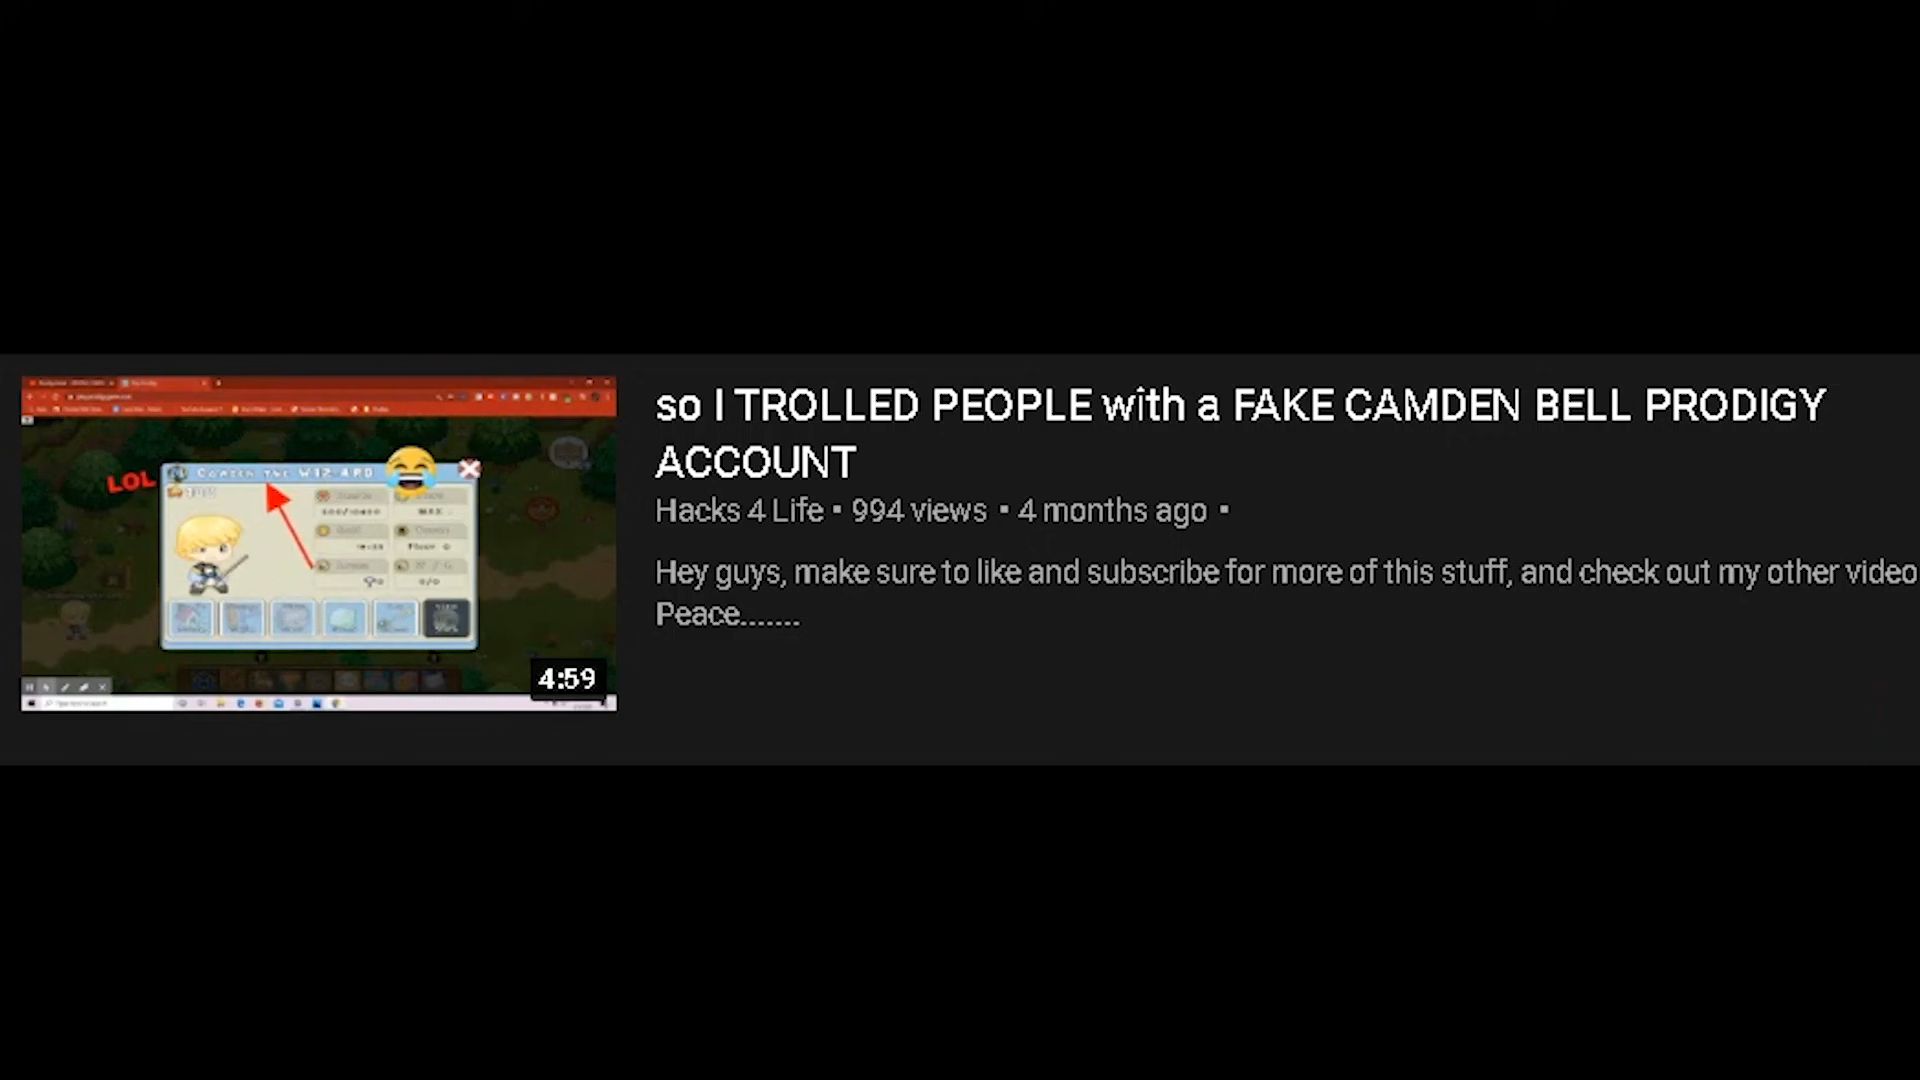 so I TROLLED PEOPLE with a FAKE CAMDEN BELL PRODIGY
ACCOUNT
Hacks 4 Life • 994 views • 4 months ago •
Hey guys, make sure to like and subscribe for more of this stuff, and check out my other video
Peace.......
LOL
4:59